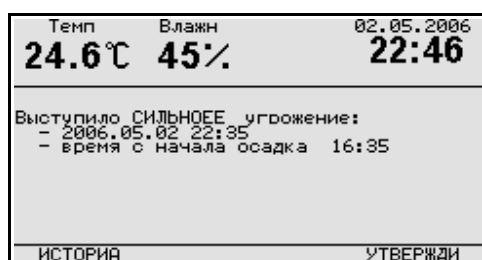 Темп Влажн 02.05.2006
24.6°C 45% 22:46
Выступило СИЛЬНОЕЕ угрожение:
- 2006.05.02 22:35
- время с начала осадка 16:35
ИСТОРИЯ УТВЕРЖДИ